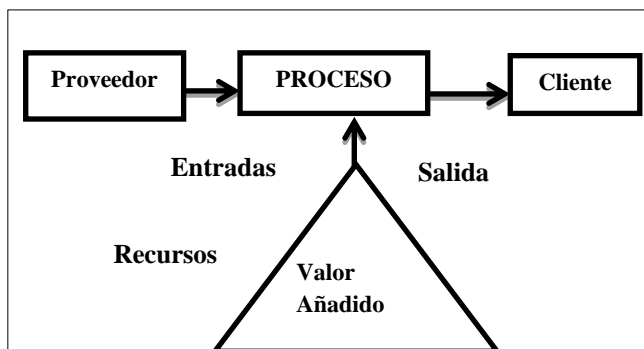 Proveedor
PROCESO
Cliente
Entradas
Salida
Recursos
Valor
Añadido